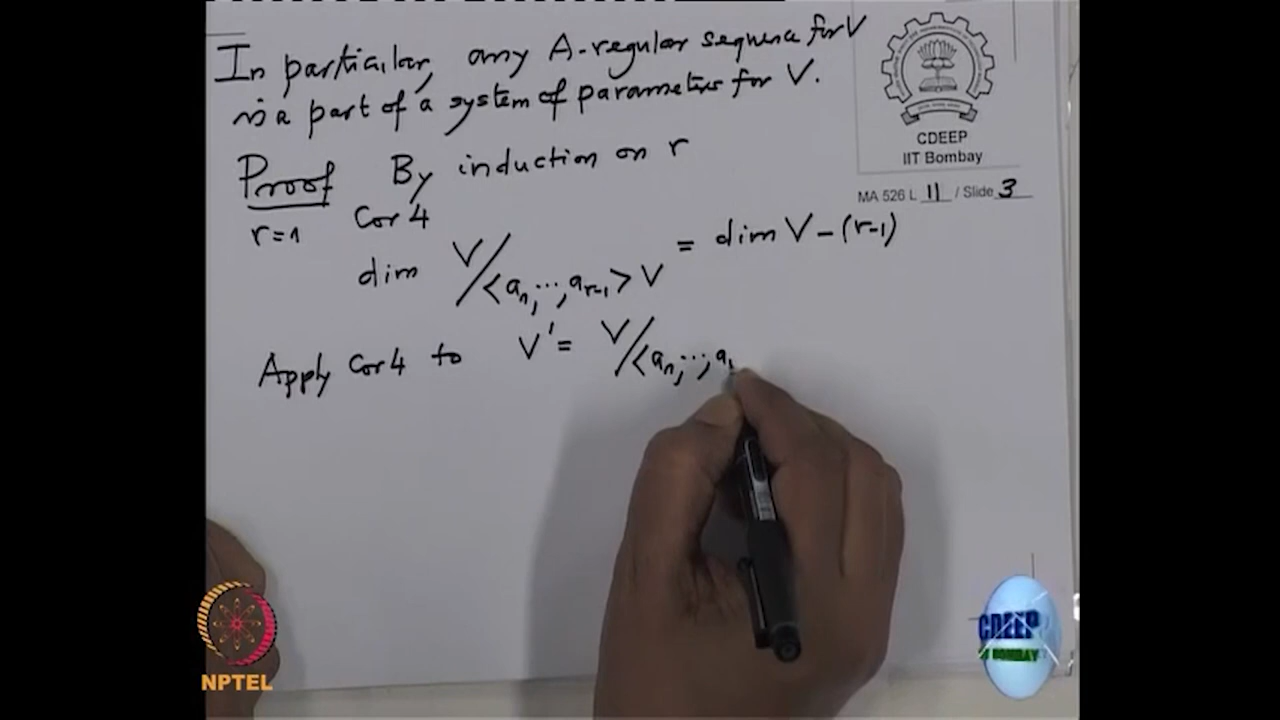 In particular, any A-regular sequence for V
is a part of a system of parameters for V.
Proof By induction on r
r=1 Cor 4
dim V/<a₁,...,aᵣ₋₁>V = dim V-(r-1)
Apply Cor 4 to V' = V/<a₁,...,a
CDEEP
IIT Bombay
MA 526 L 11 / Slide 3
NPTEL
CDEEP
IIT BOMBAY